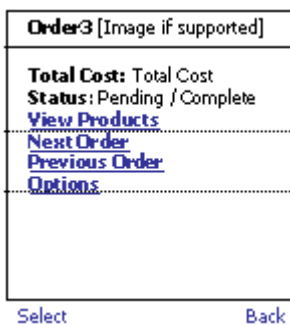 Order3 [Image if supported]
Total Cost: Total Cost
Status: Pending / Complete
View Products
Next Order
Previous Order
Options
Select Back